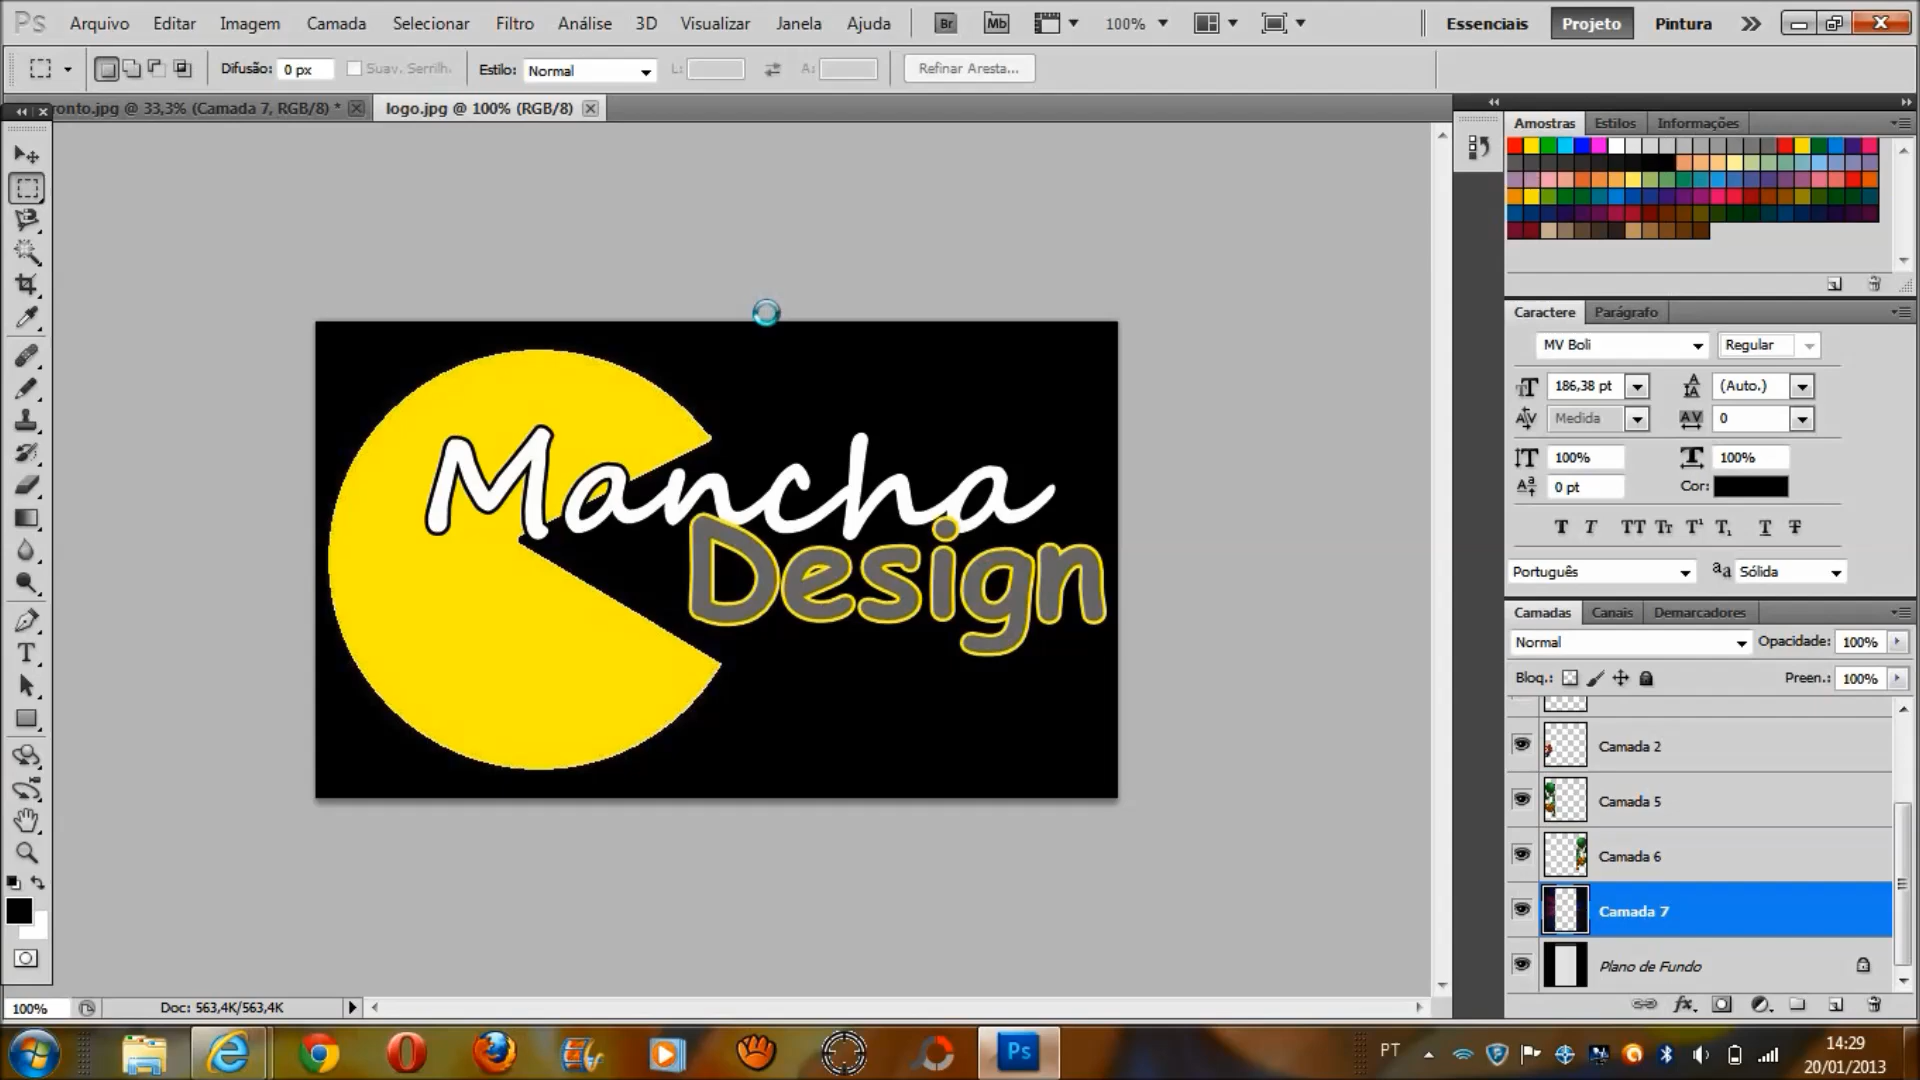 Ps Arquivo Editar Imagem Camada Selecionar Filtro Análise 3D Visualizar Janela Ajuda Br Mb 100% Essenciais Projeto Pintura
Difusão: 0 px Suav. Serrilh. Estilo: Normal L: A: Refinar Aresta...
ronto.jpg @ 33,3% (Camada 7, RGB/8) * logo.jpg @ 100% (RGB/8)
Amostras Estilos Informações
Mancha
Design
Caractere Parágrafo
MV Boli Regular
186,38 pt (Auto.)
Medida 0
100% 100%
0 pt Cor:
Português aa Sólida
Camadas Canais Demarcadores
Normal Opacidade: 100%
Bloq.: Preen.: 100%
Camada 2
Camada 5
Camada 6
Camada 7
Plano de Fundo
100% Doc: 563,4K/563,4K
Ps PT 14:29
20/01/2013